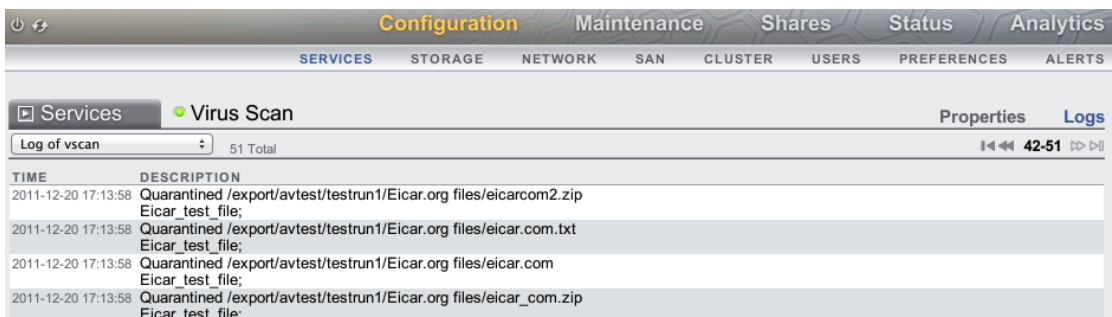 Configuration Maintenance Shares Status Analytics
SERVICES STORAGE NETWORK SAN CLUSTER USERS PREFERENCES ALERTS
Services Virus Scan Properties Logs
Log of vscan 51 Total 42-51
TIME DESCRIPTION
2011-12-20 17:13:58 Quarantined /export/avtest/testrun1/Eicar.org files/eicarcom2.zip
Eicar_test_file;
2011-12-20 17:13:58 Quarantined /export/avtest/testrun1/Eicar.org files/eicar.com.txt
Eicar_test_file;
2011-12-20 17:13:58 Quarantined /export/avtest/testrun1/Eicar.org files/eicar.com
Eicar_test_file;
2011-12-20 17:13:58 Quarantined /export/avtest/testrun1/Eicar.org files/eicar_com.zip
Eicar_test_file;